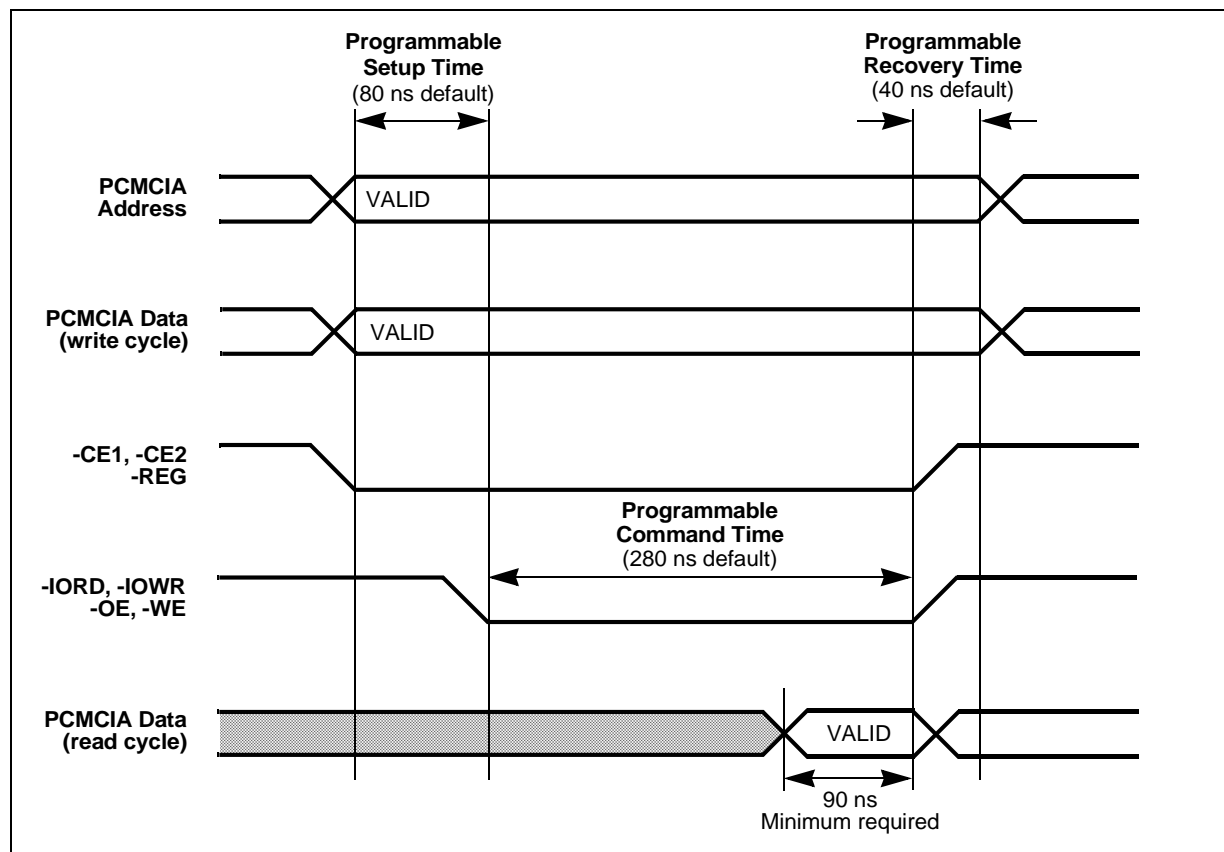 Programmable
Setup Time
(80 ns default)
Programmable
Recovery Time
(40 ns default)
PCMCIA
Address
VALID
PCMCIA Data
(write cycle)
VALID
-CE1, -CE2
-REG
Programmable
Command Time
(280 ns default)
-IORD, -IOWR
-OE, -WE
PCMCIA Data
(read cycle)
VALID
90 ns
Minimum required